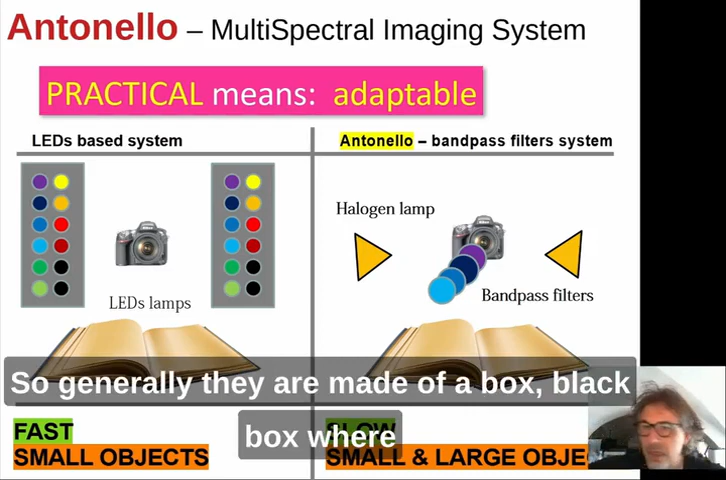 Antonello – MultiSpectral Imaging System
PRACTICAL means: adaptable
LEDs based system
Antonello – bandpass filters system
Halogen lamp
LEDs lamps
Bandpass filters
So generally they are made of a box, black
box where
FAST
SMALL OBJECTS
SLOW
SMALL & LARGE OBJE